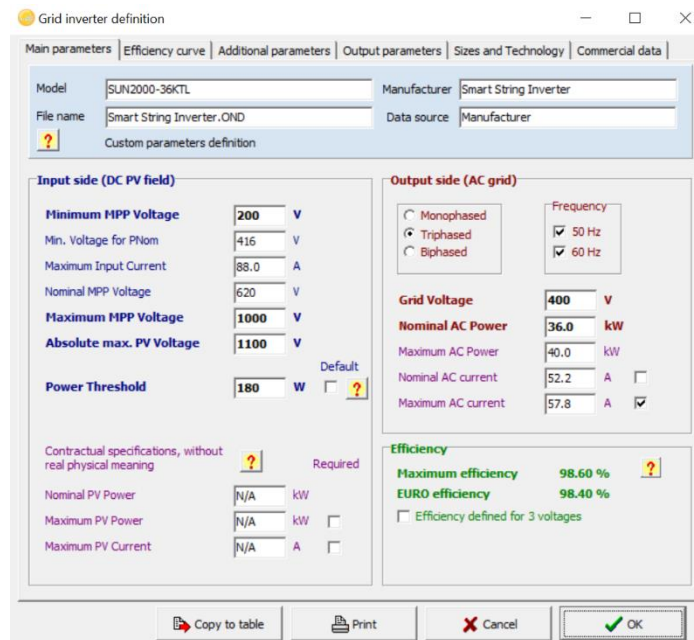 Grid inverter definition
Main parameters Efficiency curve Additional parameters Output parameters Sizes and Technology Commercial data
Model SUN2000-36KTL Manufacturer Smart String Inverter
File name Smart String Inverter.OND Data source Manufacturer
? Custom parameters definition
Input side (DC PV field)
Minimum MPP Voltage 200 V
Min. Voltage for PNom 416 V
Maximum Input Current 88.0 A
Nominal MPP Voltage 620 V
Maximum MPP Voltage 1000 V
Absolute max. PV Voltage 1100 V
Default
Power Threshold 180 W ?
Contractual specifications, without
real physical meaning ? Required
Nominal PV Power N/A kW
Maximum PV Power N/A kW
Maximum PV Current N/A A
Output side (AC grid)
Monophased
Triphased
Biphased
Frequency
50 Hz
60 Hz
Grid Voltage 400 V
Nominal AC Power 36.0 kW
Maximum AC Power 40.0 kW
Nominal AC current 52.2 A
Maximum AC current 57.8 A
Efficiency
Maximum efficiency 98.60 % ?
EURO efficiency 98.40 %
Efficiency defined for 3 voltages
Copy to table Print Cancel OK